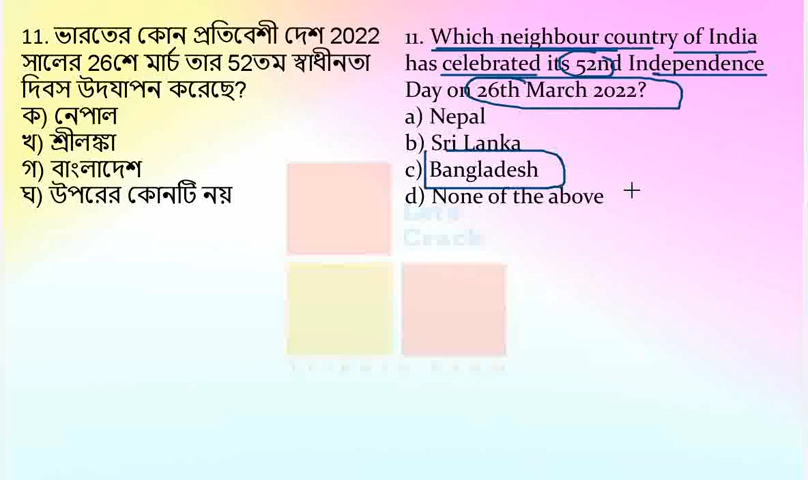 11. ভারতের কোন প্রতিবেশী দেশ 2022
সালের 26শে মার্চ তার 52তম স্বাধীনতা
দিবস উদযাপন করেছে?
ক) নেপাল
খ) শ্রীলঙ্কা
গ) বাংলাদেশ
ঘ) উপরের কোনটি নয়
11. Which neighbour country of India
has celebrated its 52nd Independence
Day on 26th March 2022?
a) Nepal
b) Sri Lanka
c) Bangladesh
d) None of the above
Let's
Crack